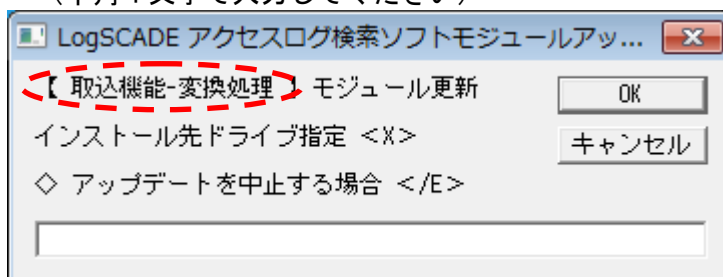 LogSCADE アクセスログ検索ソフトモジュールアッ...
【 取込機能-変換処理 】 モジュール更新
OK
インストール先ドライブ指定 <X>
キャンセル
◇ アップデートを中止する場合 </E>